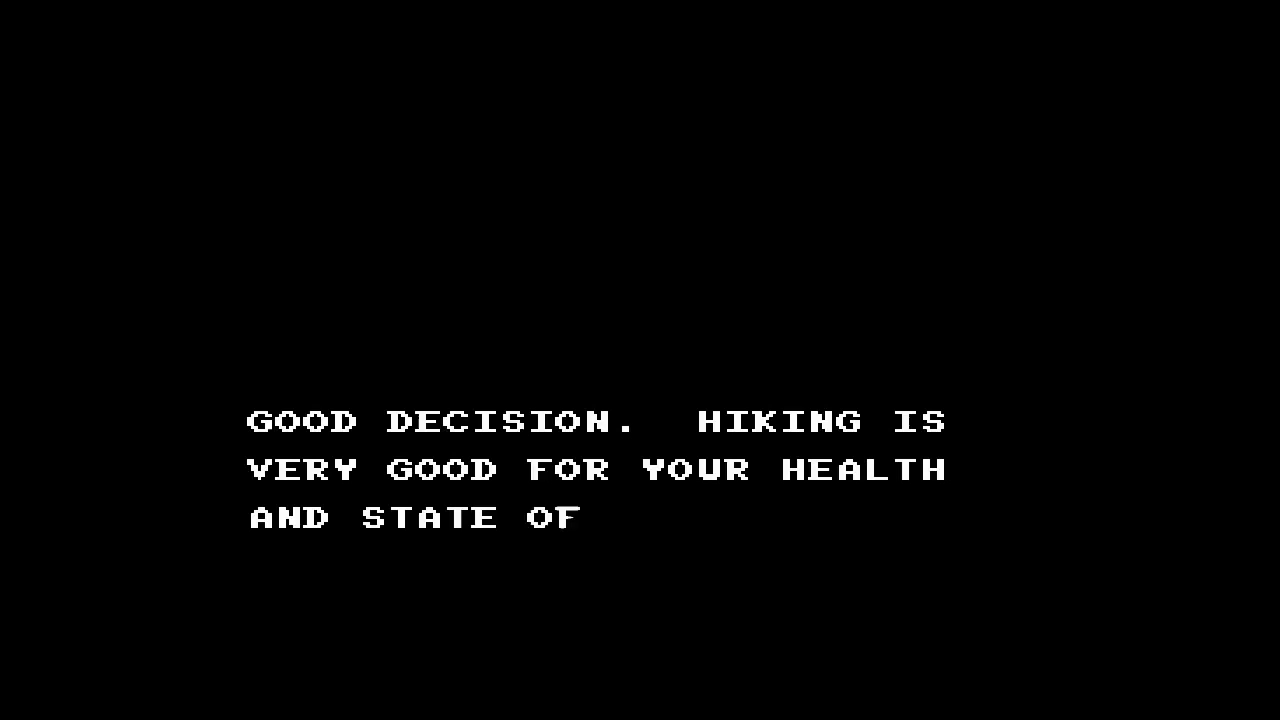 GOOD DECISION.  HIKING IS
VERY GOOD FOR YOUR HEALTH
AND STATE OF